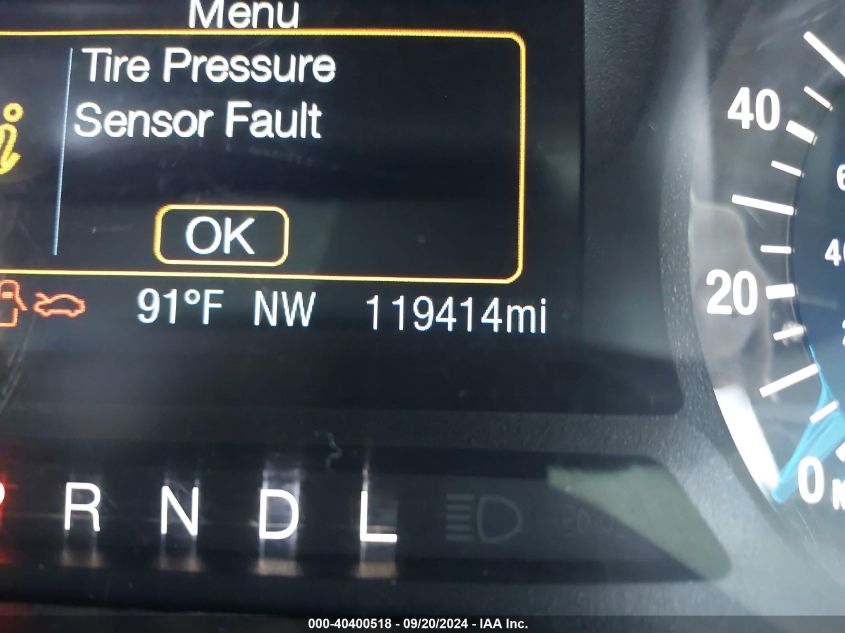 Menu
Tire Pressure
Sensor Fault
OK
91°F NW 119414mi
40
20
0
R N D L
000-40400518 - 09/20/2024 - IAA Inc.